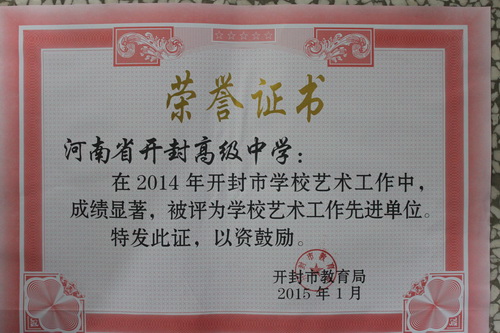 荣誉证书
河南省开封高级中学：
在2014年开封市学校艺术工作中，
成绩显著，被评为学校艺术工作先进单位。
特发此证，以资鼓励。
开封市教育局
2015年1月